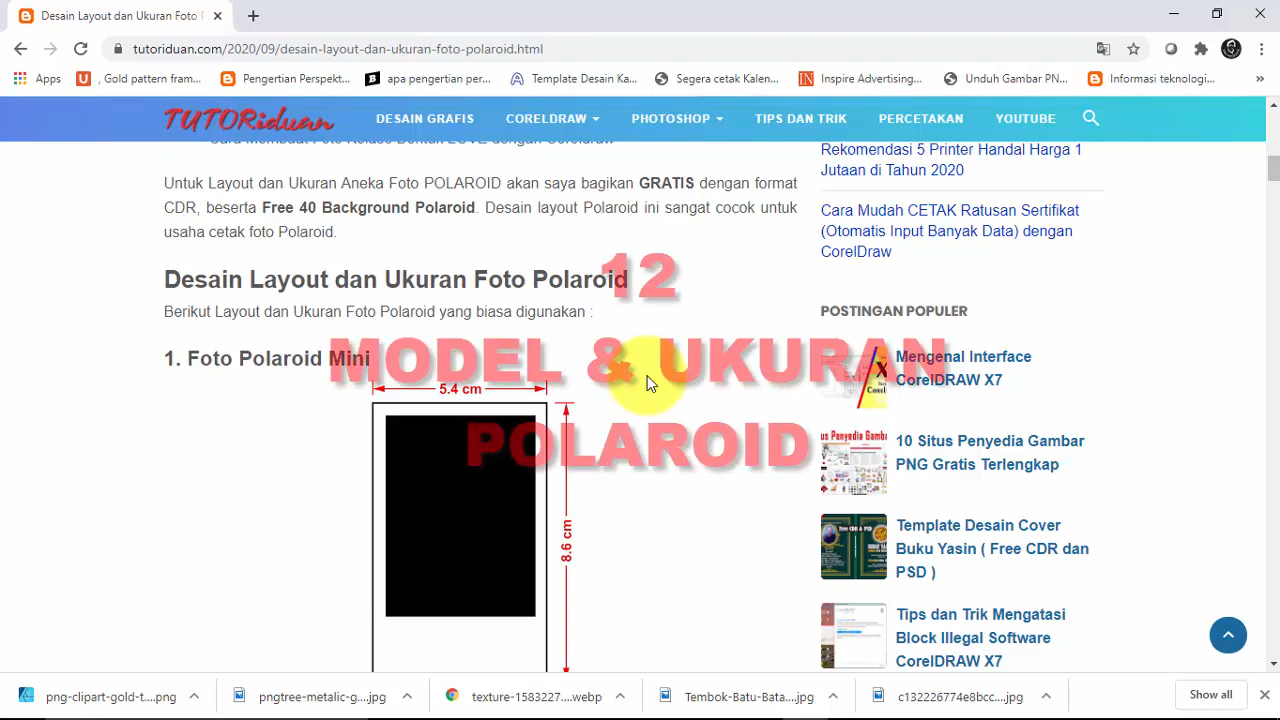 Desain Layout dan Ukuran Foto
tutoriduan.com/2020/09/desain-layout-dan-ukuran-foto-polaroid.html
Apps
, Gold pattern fram...
Pengertian Perspekt...
apa pengertian per...
Template Desain Ka...
Segera Cetak Kalen...
Inspire Advertising...
Unduh Gambar PN...
Informasi teknologi...
»
TUTORiduan
DESAIN GRAFIS
CORELDRAW
PHOTOSHOP
TIPS DAN TRIK
PERCETAKAN
YOUTUBE
Cara Membuat Foto Kolase Bentuk LOVE dengan Coreldraw
Untuk Layout dan Ukuran Aneka Foto POLAROID akan saya bagikan GRATIS dengan format
CDR, beserta Free 40 Background Polaroid. Desain layout Polaroid ini sangat cocok untuk
usaha cetak foto Polaroid.
Desain Layout dan Ukuran Foto Polaroid
Berikut Layout dan Ukuran Foto Polaroid yang biasa digunakan :
1. Foto Polaroid Mini
5.4 cm
8.6 cm
12
MODEL & UKURAN
POLAROID
Rekomendasi 5 Printer Handal Harga 1
Jutaan di Tahun 2020
Cara Mudah CETAK Ratusan Sertifikat
(Otomatis Input Banyak Data) dengan
CorelDraw
POSTINGAN POPULER
Mengenal Interface
CorelDRAW X7
10 Situs Penyedia Gambar
PNG Gratis Terlengkap
Template Desain Cover
Buku Yasin ( Free CDR dan
PSD )
Tips dan Trik Mengatasi
Block Illegal Software
CorelDRAW X7
png-clipart-gold-t....png
pngtree-metalic-g....jpg
texture-1583227....webp
Tembok-Batu-Bata....jpg
c132226774e8bcc....jpg
Show all